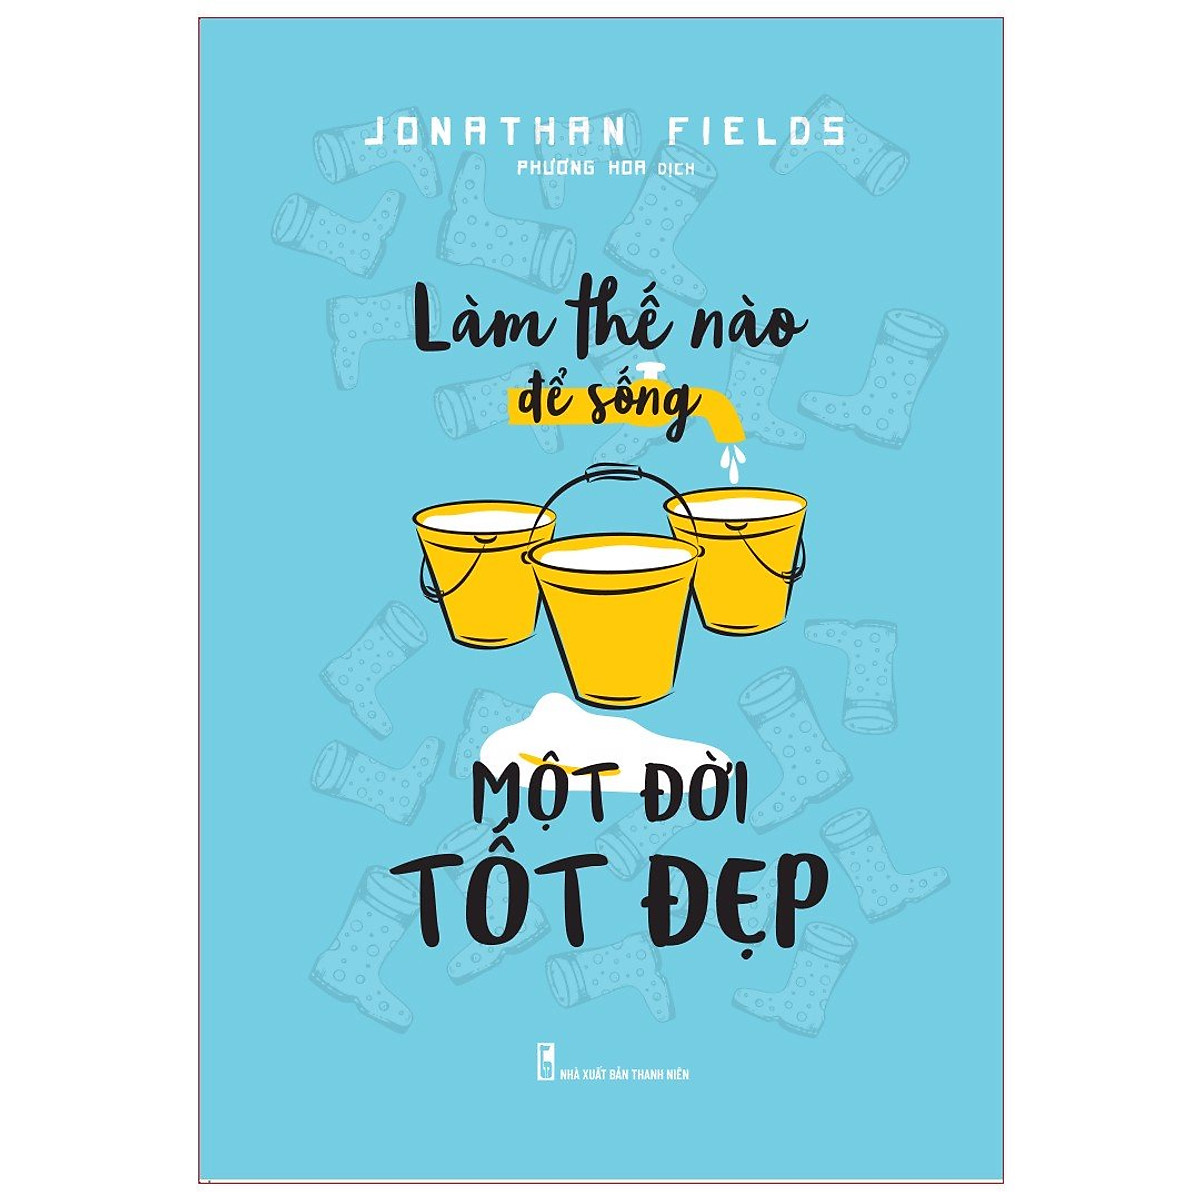 JONATHAN FIELDS
PHƯƠNG HOA DỊCH
Làm thế nào
để sống
MỘT ĐỜI
TỐT ĐẸP
NHÀ XUẤT BẢN THANH NIÊN